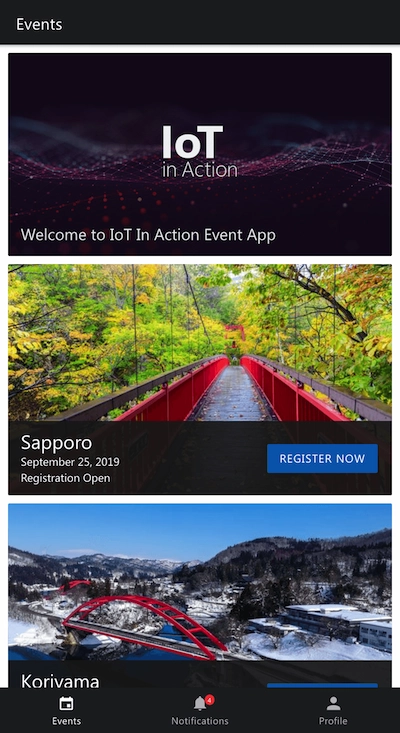 Events
IoT
in Action
Welcome to IoT In Action Event App
Sapporo
September 25, 2019
Registration Open
REGISTER NOW
Koriyama
4
Events
Notifications
Profile